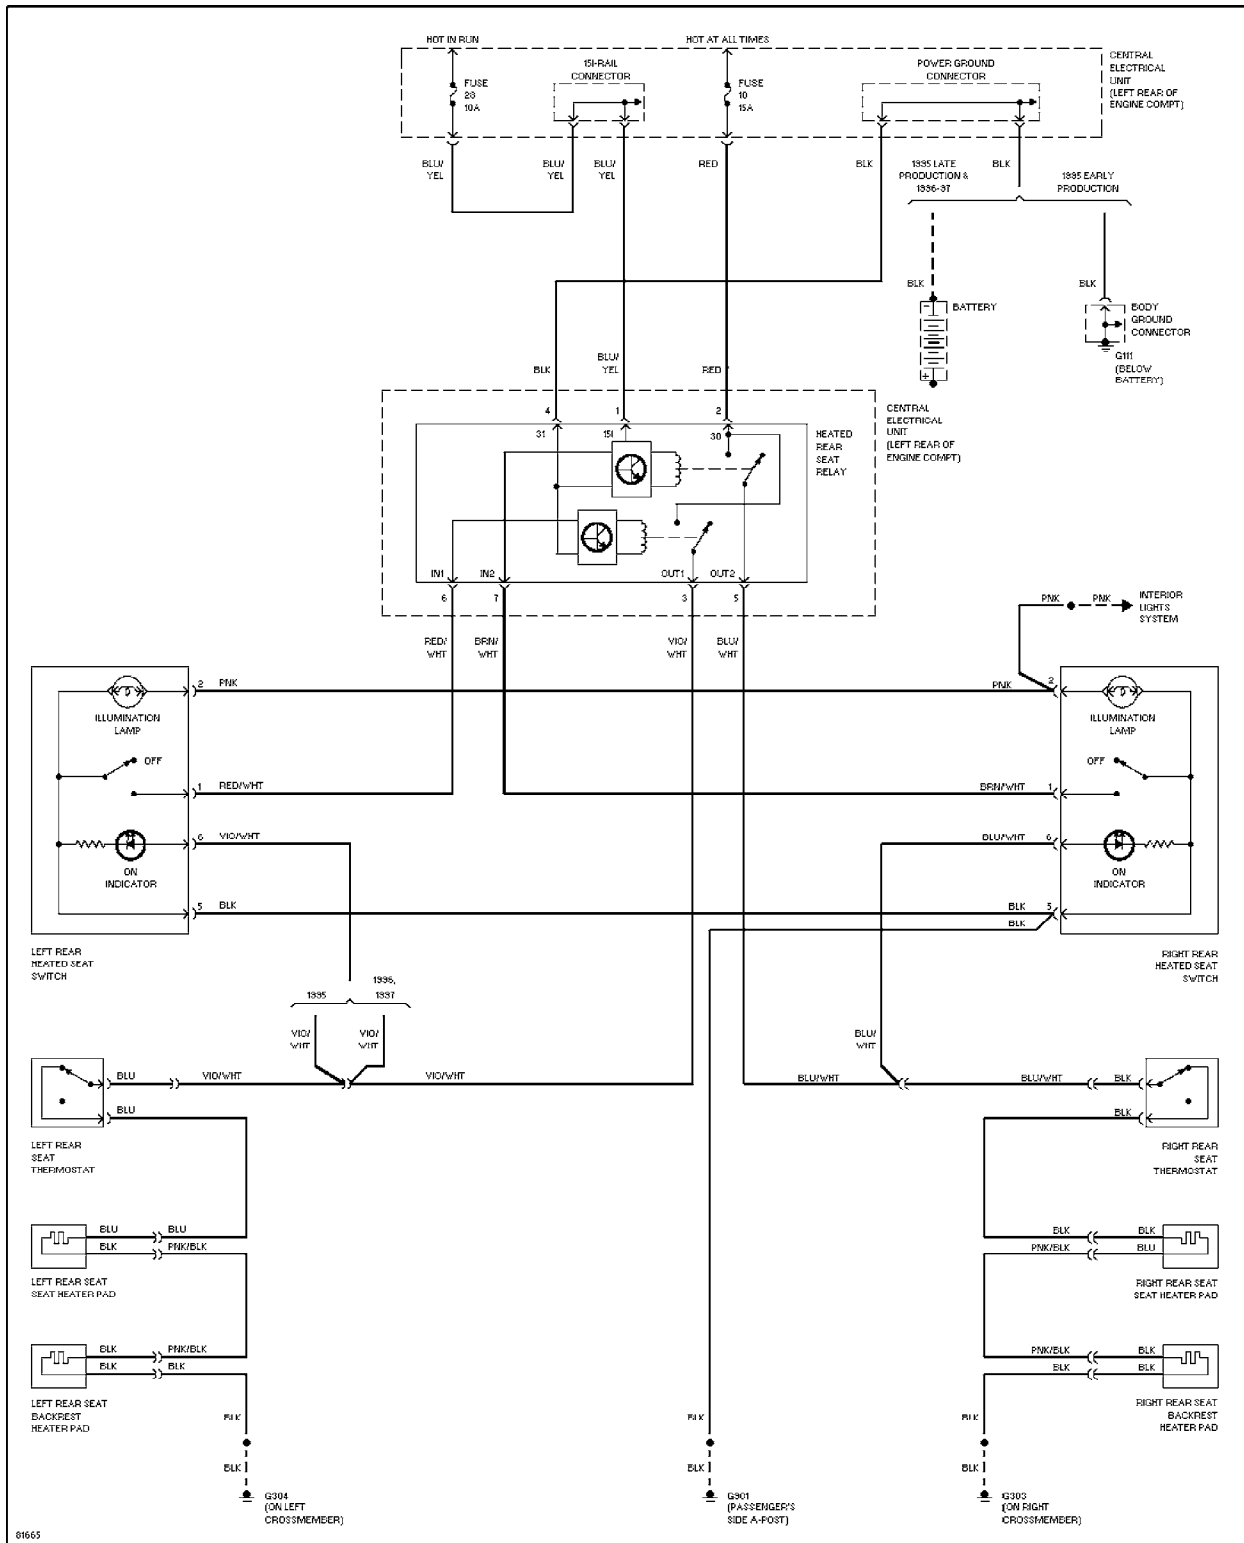 HOT IN RUN
HOT AT ALL TIMES
FUSE
28
10A
15I-RAIL
CONNECTOR
FUSE
10
15A
POWER GROUND
CONNECTOR
CENTRAL
ELECTRICAL
UNIT
(LEFT REAR OF
ENGINE COMPT)
BLU/
YEL
BLU/
YEL
BLU/
YEL
RED
BLK
1995 LATE
PRODUCTION &
1996-97
BLK
1995 EARLY
PRODUCTION
BLK
BLK
BATTERY
BODY
GROUND
CONNECTOR
G111
(BELOW
BATTERY)
BLK
BLU/
YEL
RED
4
1
2
31
15I
30
HEATED
REAR
SEAT
RELAY
CENTRAL
ELECTRICAL
UNIT
(LEFT REAR OF
ENGINE COMPT)
IN1
IN2
OUT1
OUT2
6
7
3
5
RED/
WHT
BRN/
WHT
VIO/
WHT
BLU/
WHT
PNK
PNK
INTERIOR
LIGHTS
SYSTEM
2
PNK
PNK
2
ILLUMINATION
LAMP
ILLUMINATION
LAMP
OFF
OFF
1
RED/WHT
BRN/WHT
1
6
VIO/WHT
BLU/WHT
6
ON
INDICATOR
ON
INDICATOR
5
BLK
BLK
5
BLK
LEFT REAR
HEATED SEAT
SWITCH
RIGHT REAR
HEATED SEAT
SWITCH
1995
1996,
1997
VIO/
WHT
VIO/
WHT
BLU/
WHT
BLU
VIO/WHT
VIO/WHT
BLU/WHT
BLU/WHT
BLK
BLU
BLK
LEFT REAR
SEAT
THERMOSTAT
RIGHT REAR
SEAT
THERMOSTAT
BLU
BLU
BLK
BLK
BLK
PNK/BLK
PNK/BLK
BLU
LEFT REAR SEAT
SEAT HEATER PAD
RIGHT REAR SEAT
SEAT HEATER PAD
BLK
PNK/BLK
PNK/BLK
BLK
BLK
BLK
BLK
BLK
LEFT REAR SEAT
BACKREST
HEATER PAD
RIGHT REAR SEAT
BACKREST
HEATER PAD
BLK
BLK
BLK
BLK
BLK
BLK
G304
(ON LEFT
CROSSMEMBER)
G901
(PASSENGER'S
SIDE A-POST)
G303
(ON RIGHT
CROSSMEMBER)
81665